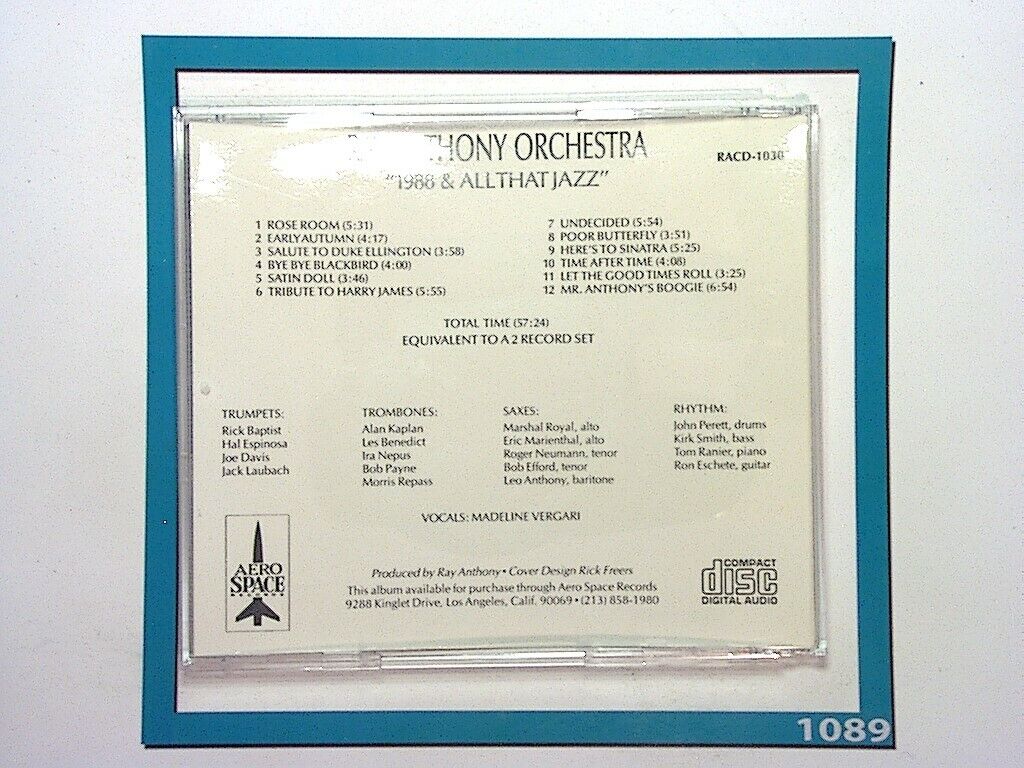 ORCHESTRA
"1988 & ALL THAT JAZZ"
RACD-1030
1 ROSE ROOM (5:31)
2 EARLY AUTUMN (4:17)
3 SALUTE TO DUKE ELLINGTON (3:58)
4 BYE BYE BLACKBIRD (4:00)
5 SATIN DOLL (3:46)
6 TRIBUTE TO HARRY JAMES (5:55)
7 UNDECIDED (5:54)
8 POOR BUTTERFLY (3:51)
9 HERE'S TO SINATRA (5:25)
10 TIME AFTER TIME (4:08)
11 LET THE GOOD TIMES ROLL (3:25)
12 MR. ANTHONY'S BOOGIE (6:54)
TOTAL TIME (57:24)
EQUIVALENT TO A 2 RECORD SET
TRUMPETS:
Rick Baptist
Hal Espinosa
Joe Davis
Jack Laubach
TROMBONES:
Alan Kaplan
Les Benedict
Ira Nepus
Bob Payne
Morris Repass
SAXES:
Marshal Royal, alto
Eric Marienthal, alto
Roger Neumann, tenor
Bob Efford, tenor
Leo Anthony, baritone
RHYTHM:
John Perett, drums
Kirk Smith, bass
Tom Ranier, piano
Ron Eschete, guitar
VOCALS: MADELINE VERGARI
AERO
SPACE
RECORDS
Produced by Ray Anthony • Cover Design Rick Freers
This album available for purchase through Aero Space Records
9288 Kinglet Drive, Los Angeles, Calif. 90069 • (213) 858-1980
COMPACT
disc
DIGITAL AUDIO
1089